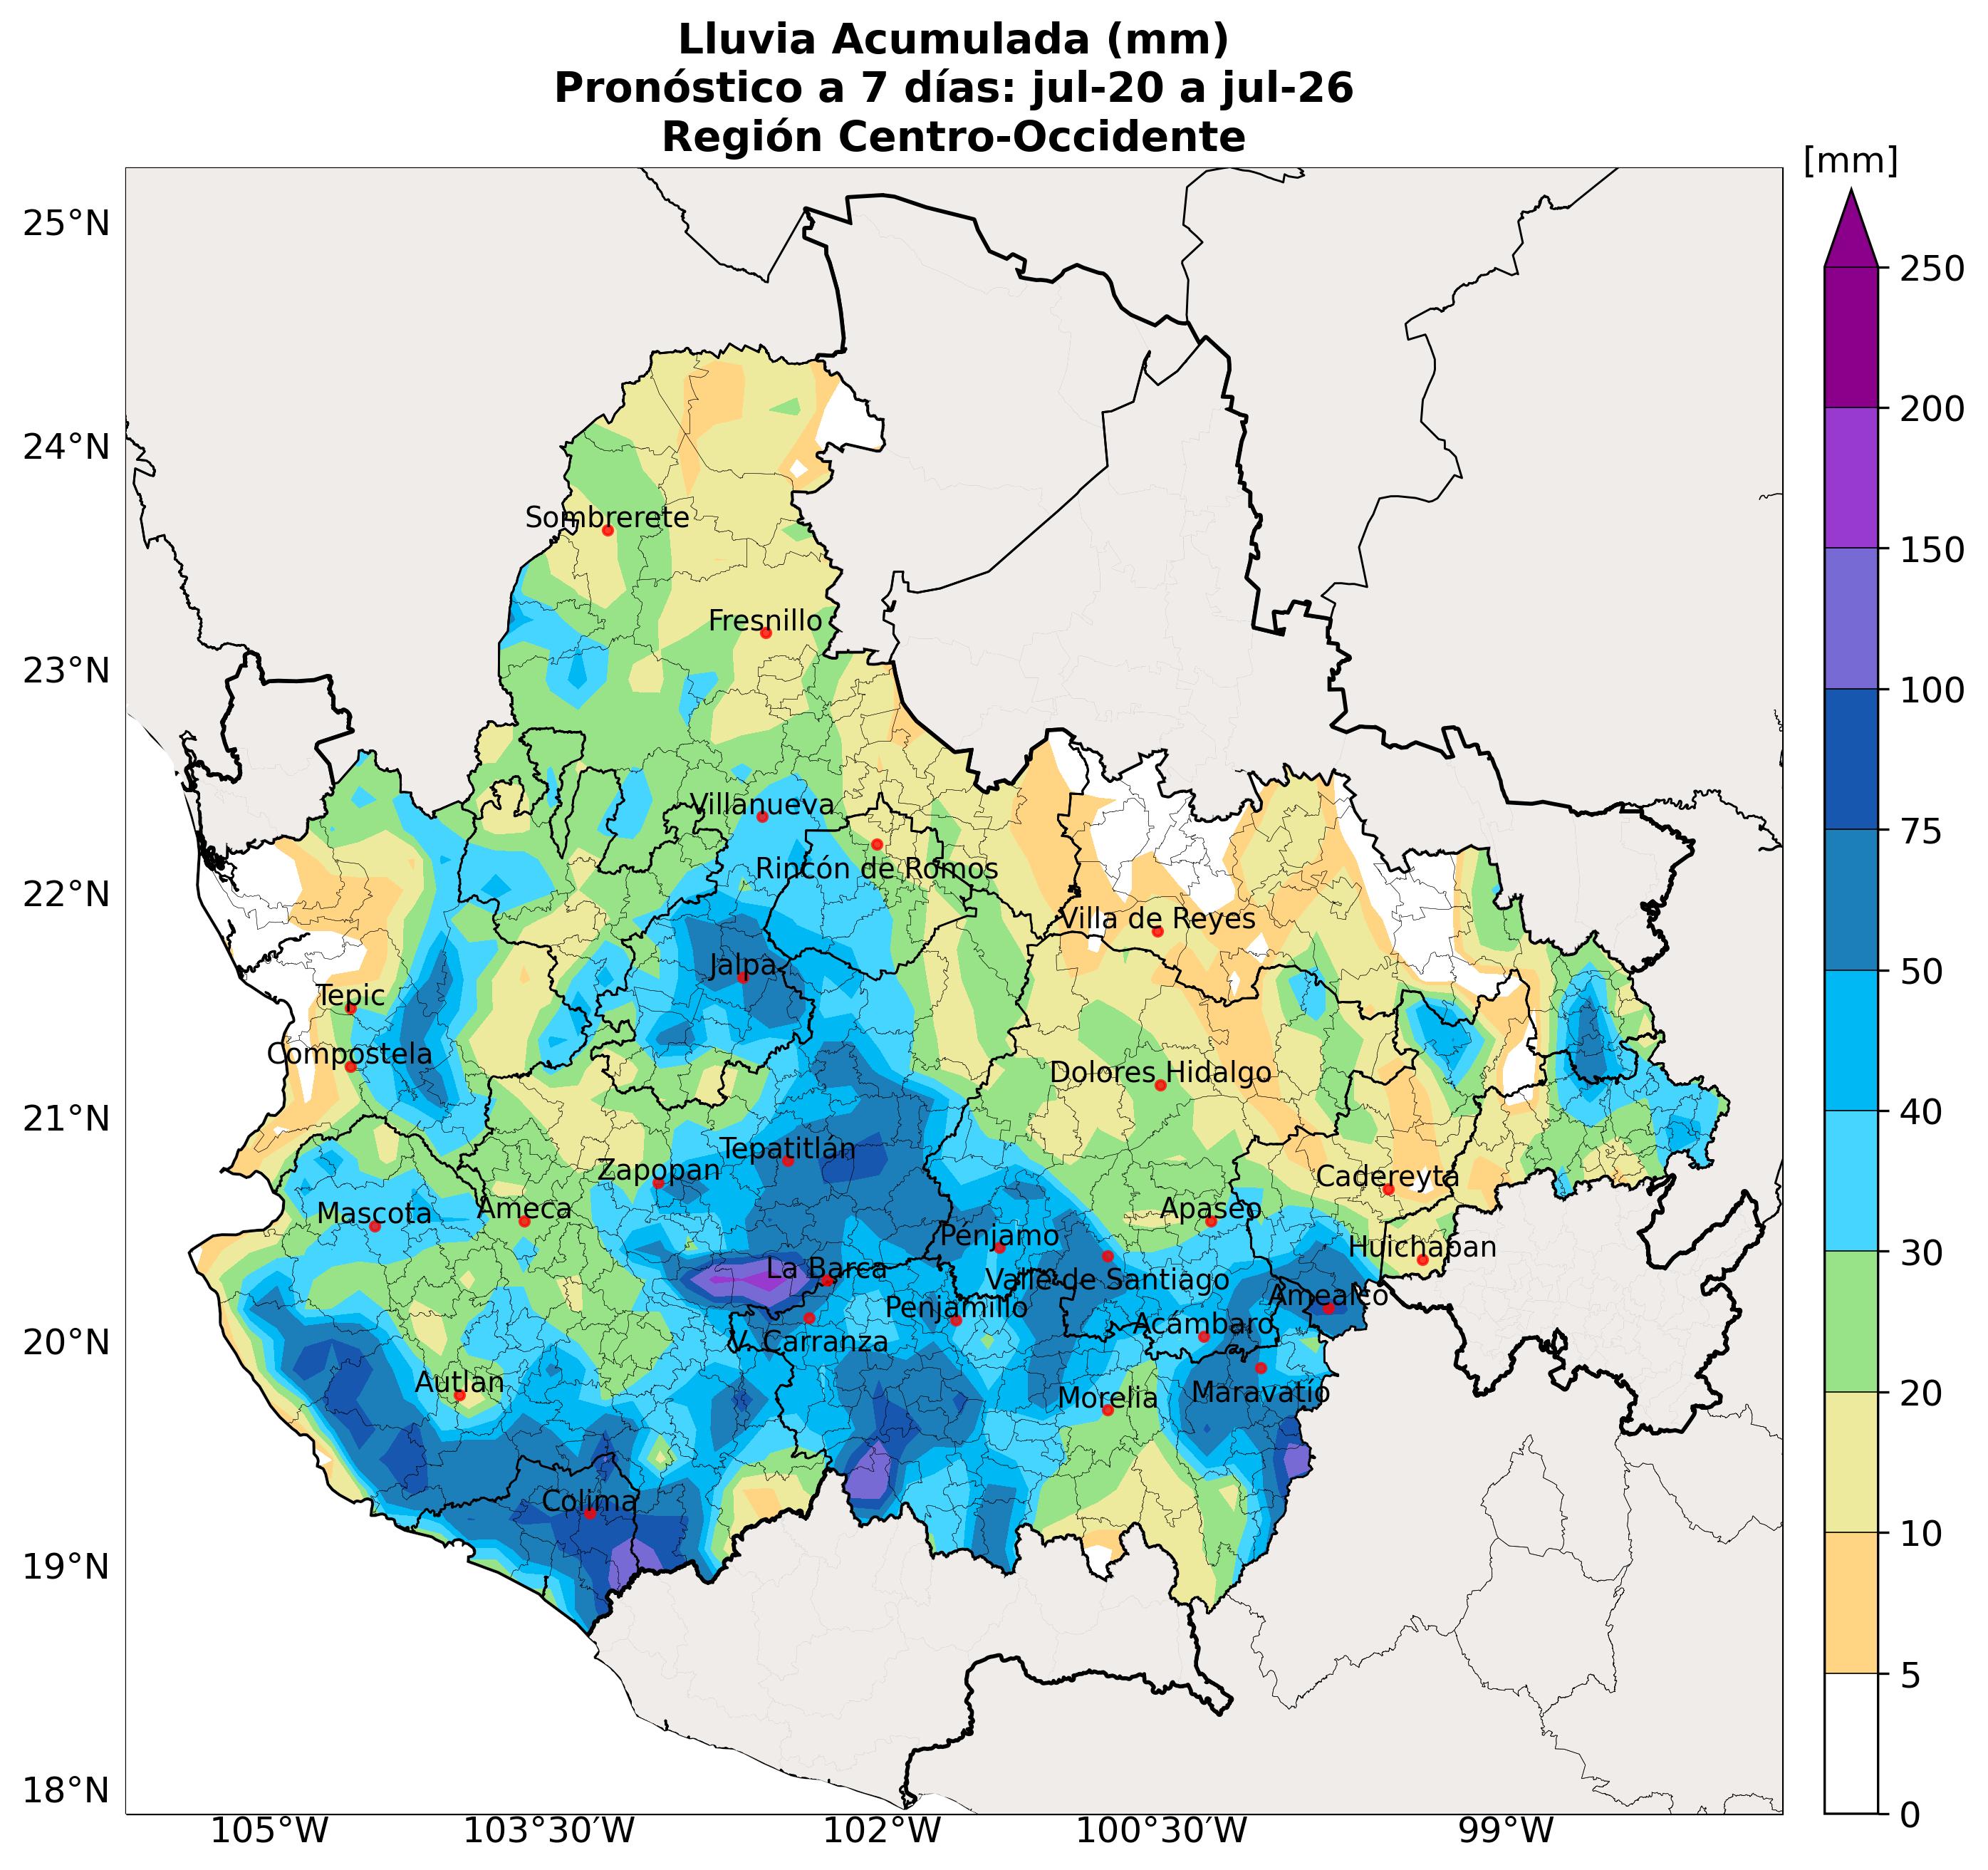 Lluvia Acumulada (mm)
Pronóstico a 7 días: jul-20 a jul-26
Región Centro-Occidente
[mm]
25°N
24°N
23°N
22°N
21°N
20°N
19°N
18°N
Sombrerete
Fresnillo
Villanueva
Rincón de Romos
Villa de Reyes
Jalpa
Tepic
Compostela
Dolores Hidalgo
Tepatitlán
Zapopan
Cadereyta
Mascota
Ameca
Apaseo
Pénjamo
Huichapan
La Barca
Valle de Santiago
Amealco
Penjamillo
Acámbaro
V. Carranza
Autlan
Morelia
Maravatío
Colima
105°W
103°30'W
102°W
100°30'W
99°W
250
200
150
100
75
50
40
30
20
10
5
0